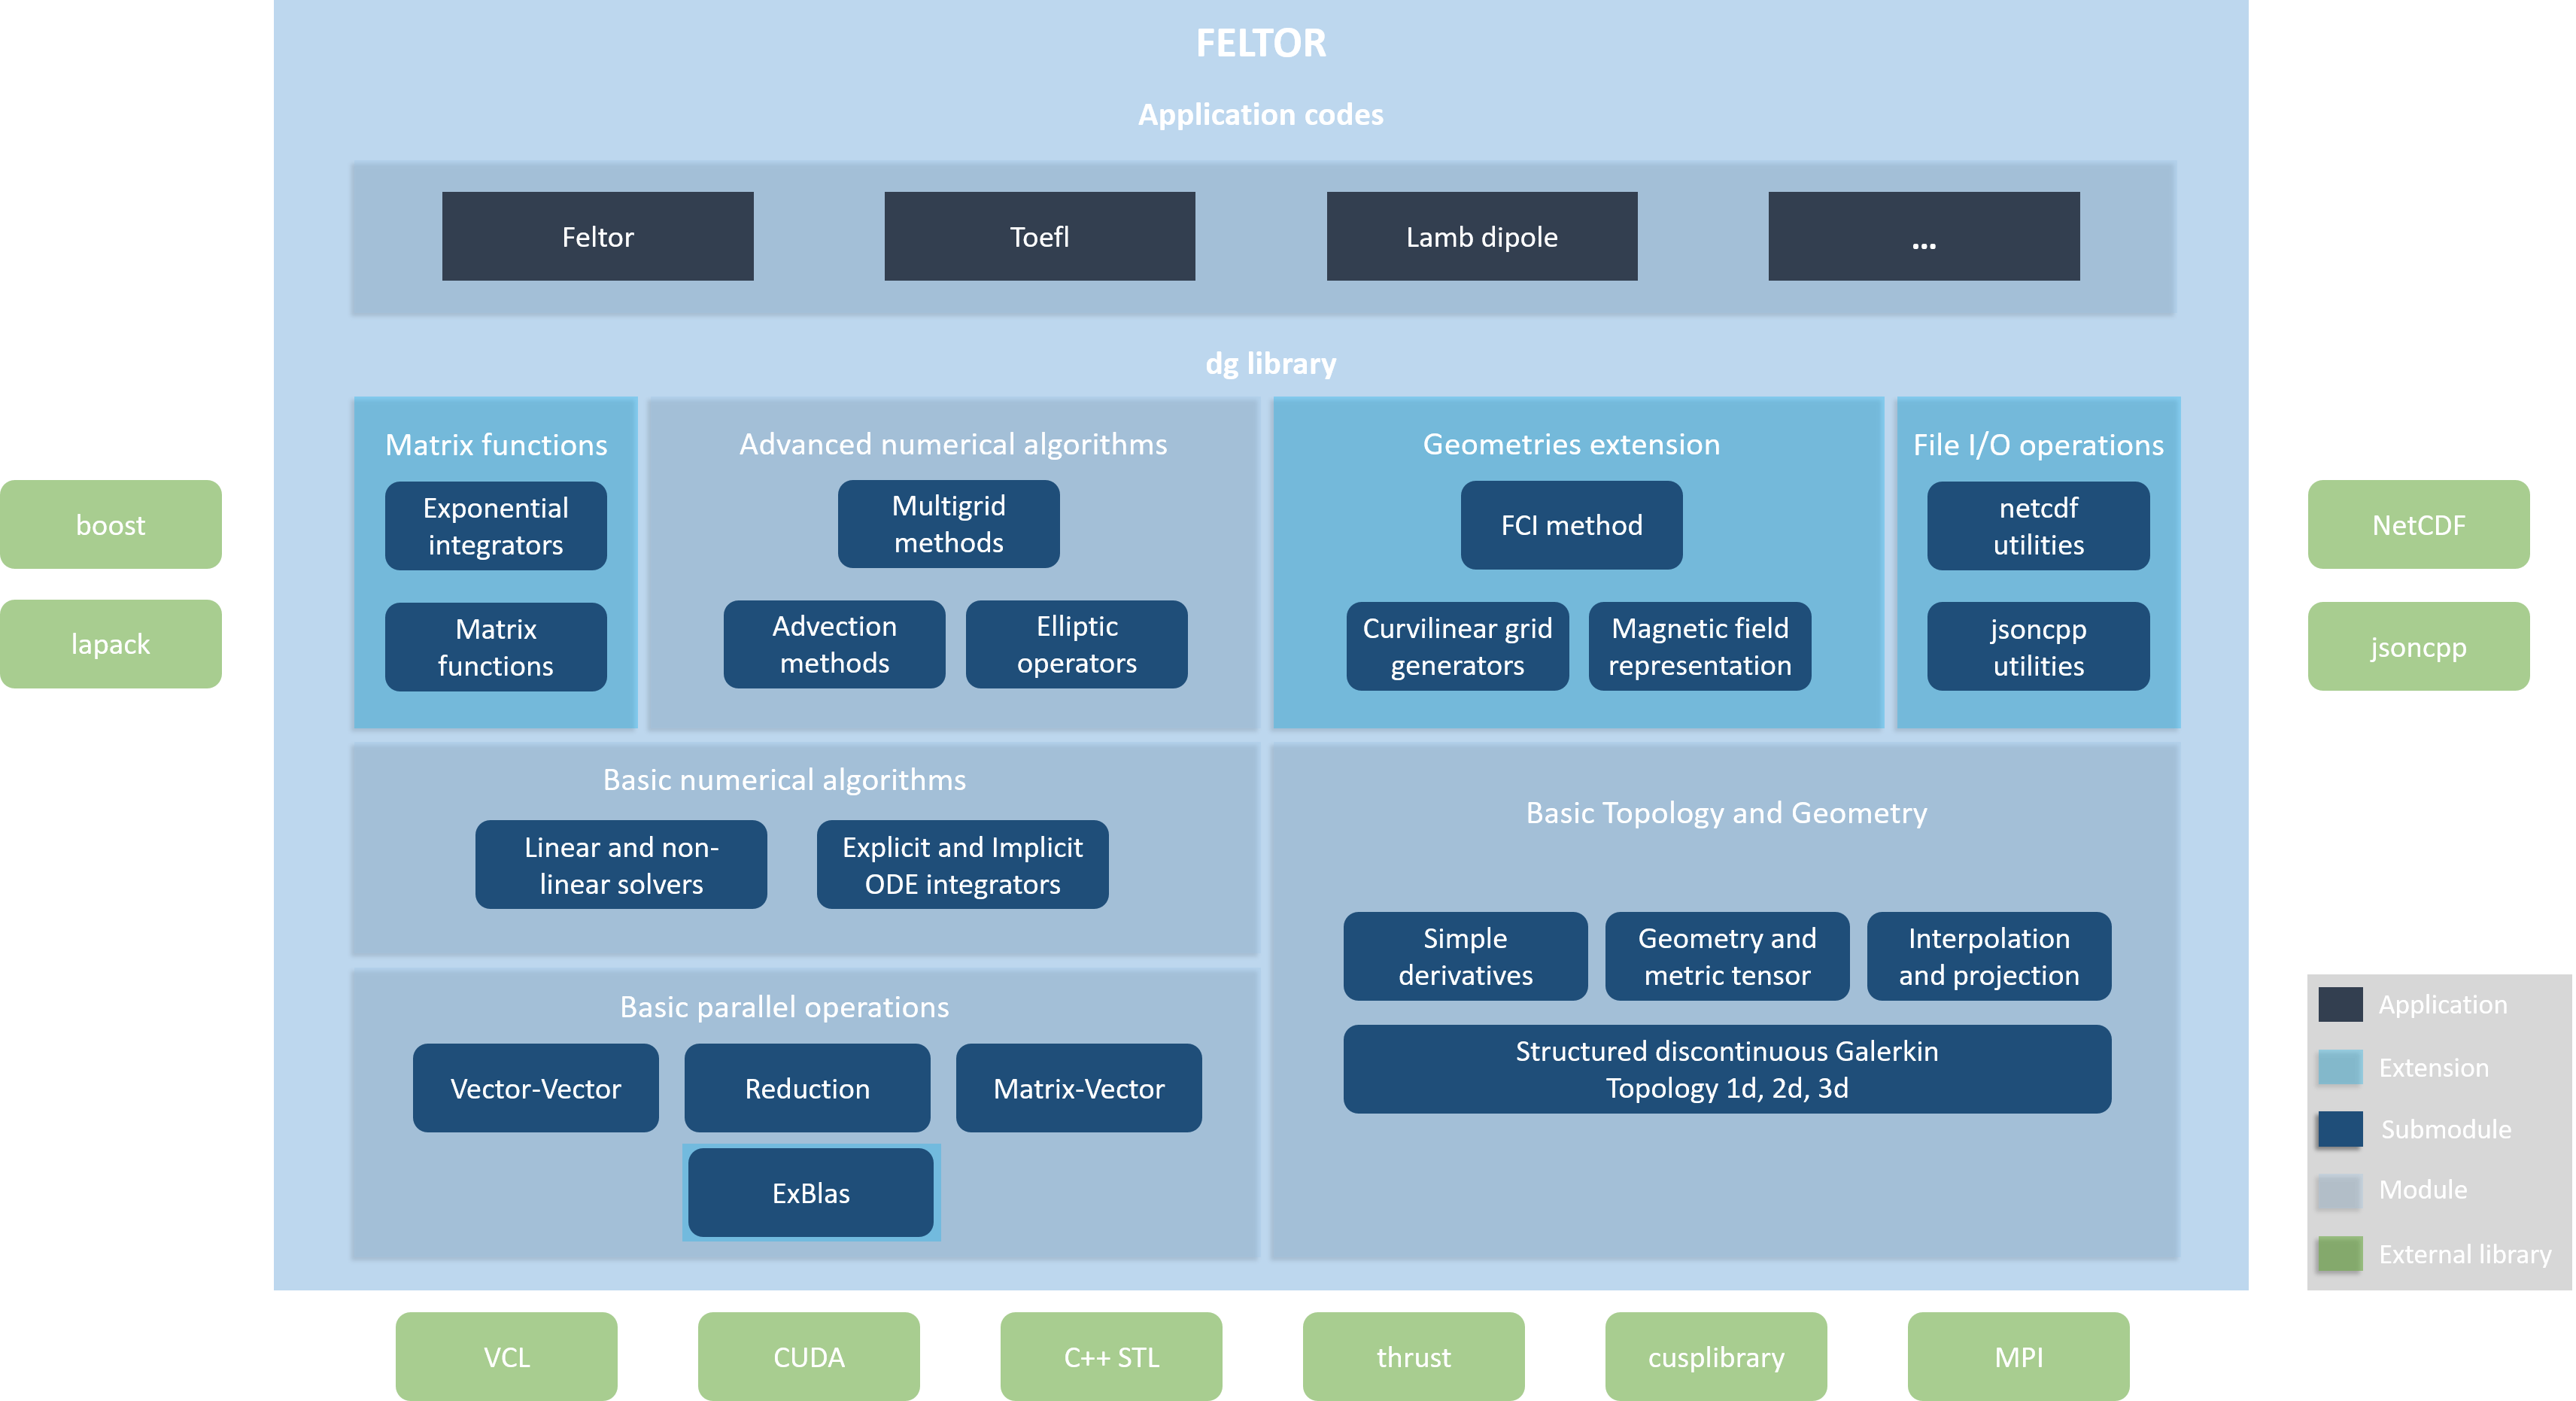 FELTOR
Application codes
Feltor
Toefl
Lamb dipole
...
dg library
Matrix functions
Exponential
integrators
Matrix
functions
Advanced numerical algorithms
Multigrid
methods
Advection
methods
Elliptic
operators
Geometries extension
FCI method
Curvilinear grid
generators
Magnetic field
representation
File I/O operations
netcdf
utilities
jsoncpp
utilities
boost
lapack
NetCDF
jsoncpp
Basic numerical algorithms
Linear and non-
linear solvers
Explicit and Implicit
ODE integrators
Basic parallel operations
Vector-Vector
Reduction
Matrix-Vector
ExBlas
Basic Topology and Geometry
Simple
derivatives
Geometry and
metric tensor
Interpolation
and projection
Structured discontinuous Galerkin
Topology 1d, 2d, 3d
Application
Extension
Submodule
Module
External library
VCL
CUDA
C++ STL
thrust
cusplibrary
MPI